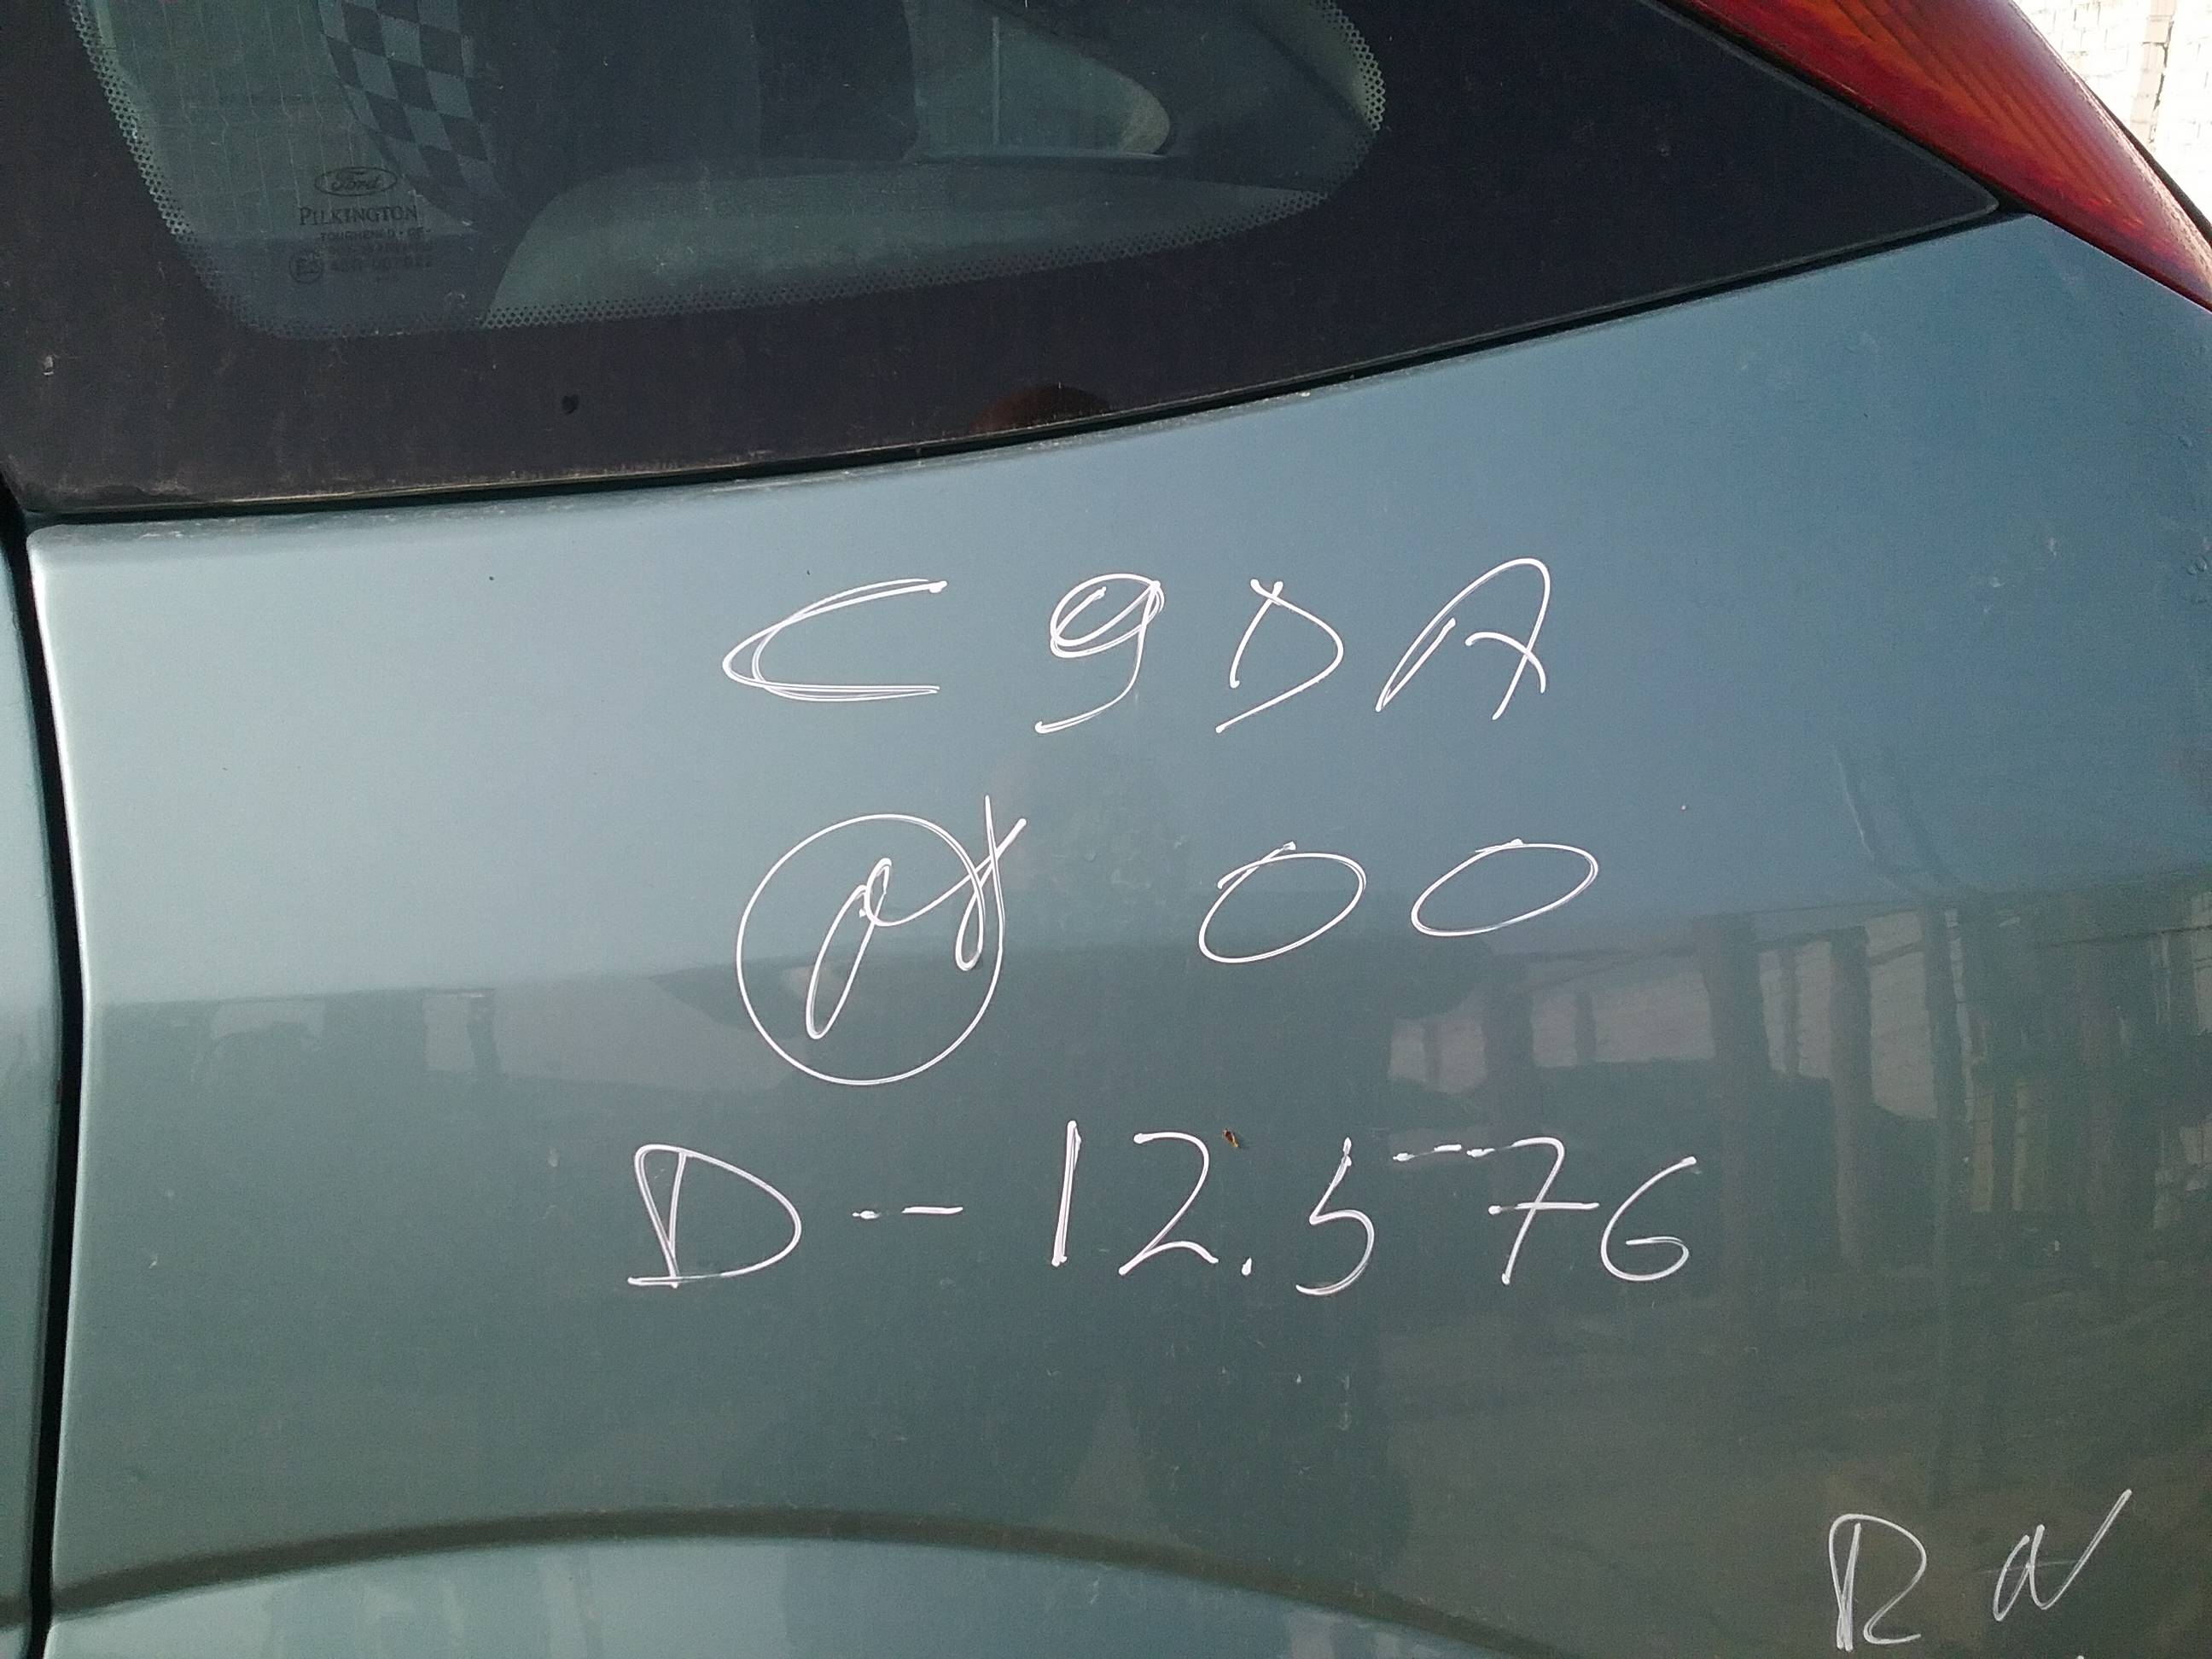 Ford
PILKINGTON
C9DA
00
D--12.576
R